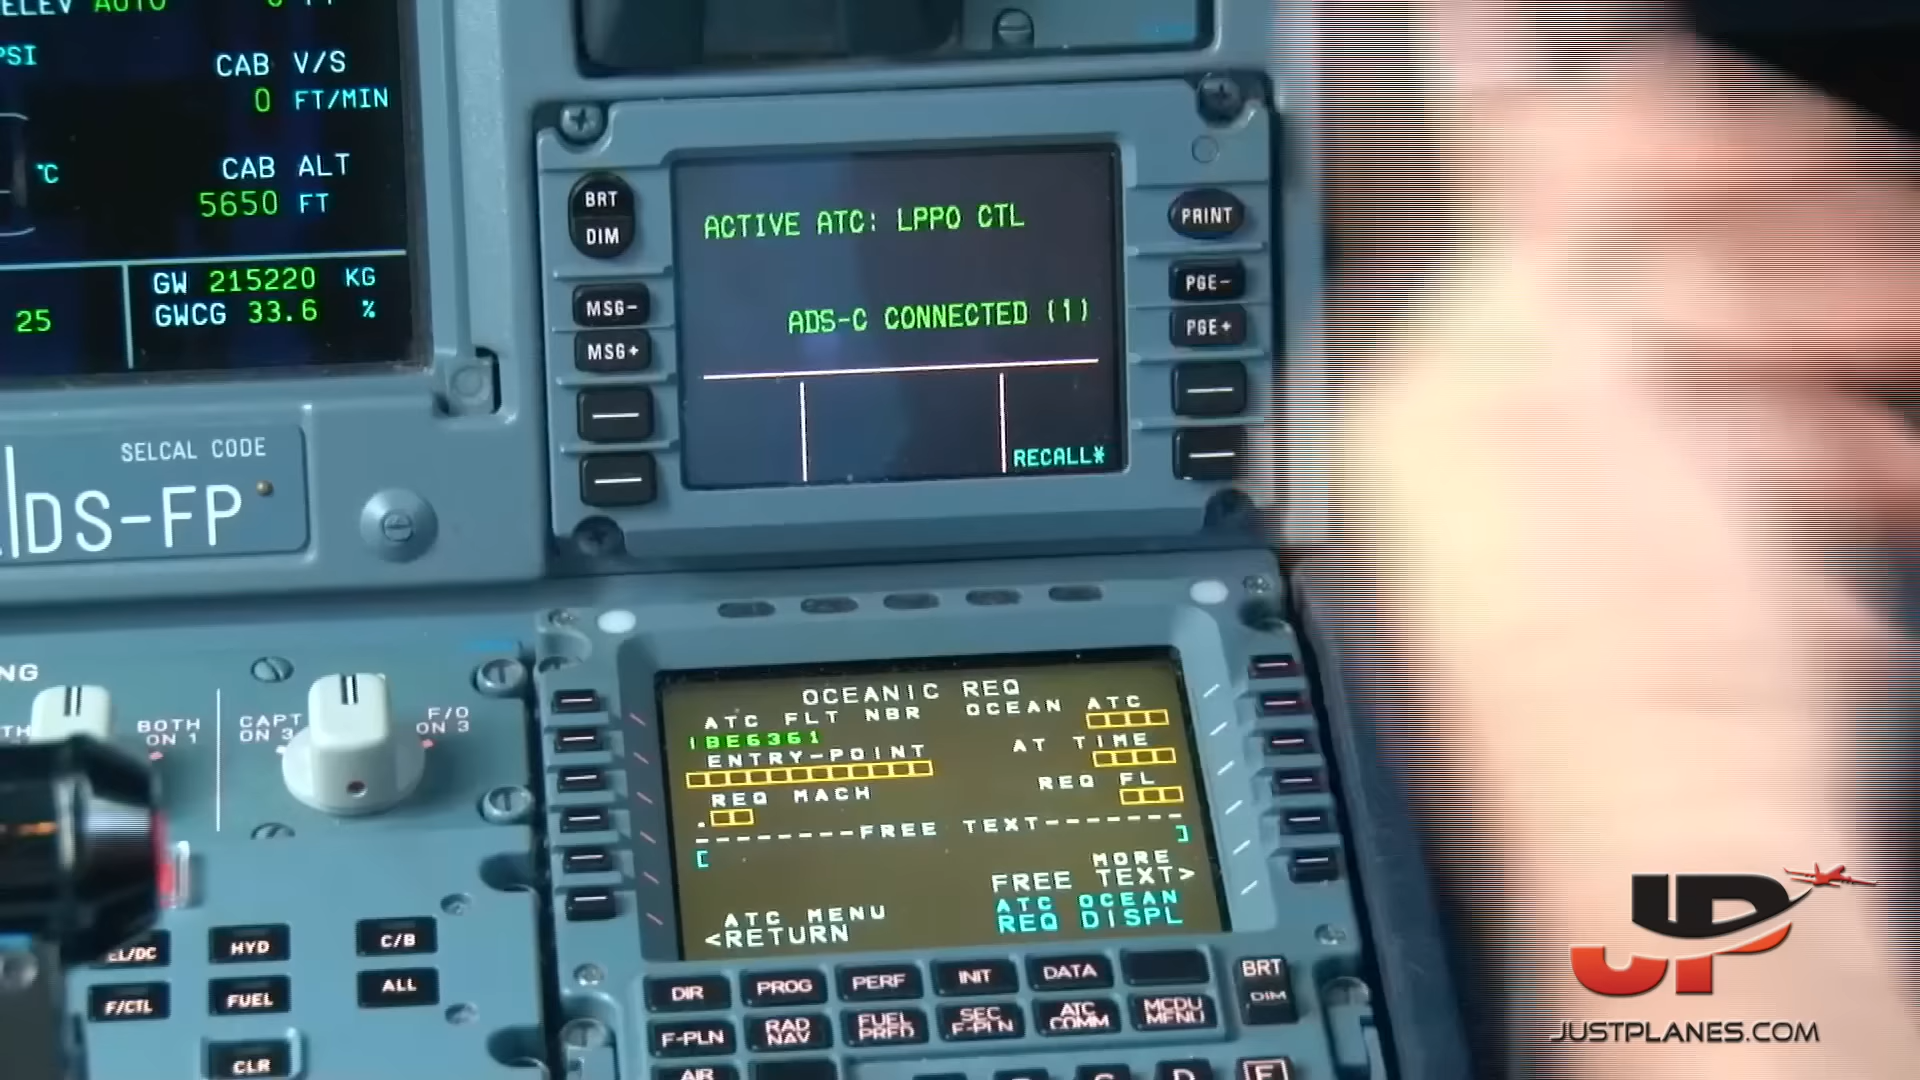 ELEV AUTO
PSI
CAB V/S
0 FT/MIN
°C
CAB ALT
5650 FT
25
GW 215220 KG
GWCG 33.6 %
SELCAL CODE
DS-FP
BRT
DIM
MSG-
MSG+
ACTIVE ATC: LPPO CTL
ADS-C CONNECTED (1)
RECALL*
PRINT
PGE-
PGE+
NG
BOTH
ON 1
CAPT
ON 3
F/O
ON 3
EL/DC
HYD
C/B
F/CTL
FUEL
ALL
CLR
OCEANIC REQ
ATC FLT NBR OCEAN ATC
IBE6361
ENTRY-POINT AT TIME
REQ MACH REQ FL
.
-------FREE TEXT-------
[ ]
MORE
FREE TEXT>
ATC MENU ATC OCEAN
<RETURN REQ DISPL
DIR PROG PERF INIT DATA
BRT
DIM
F-PLN RAD NAV FUEL PRED SEC F-PLN ATC COMM MCDU MENU
AIR
JP
JUSTPLANES.COM